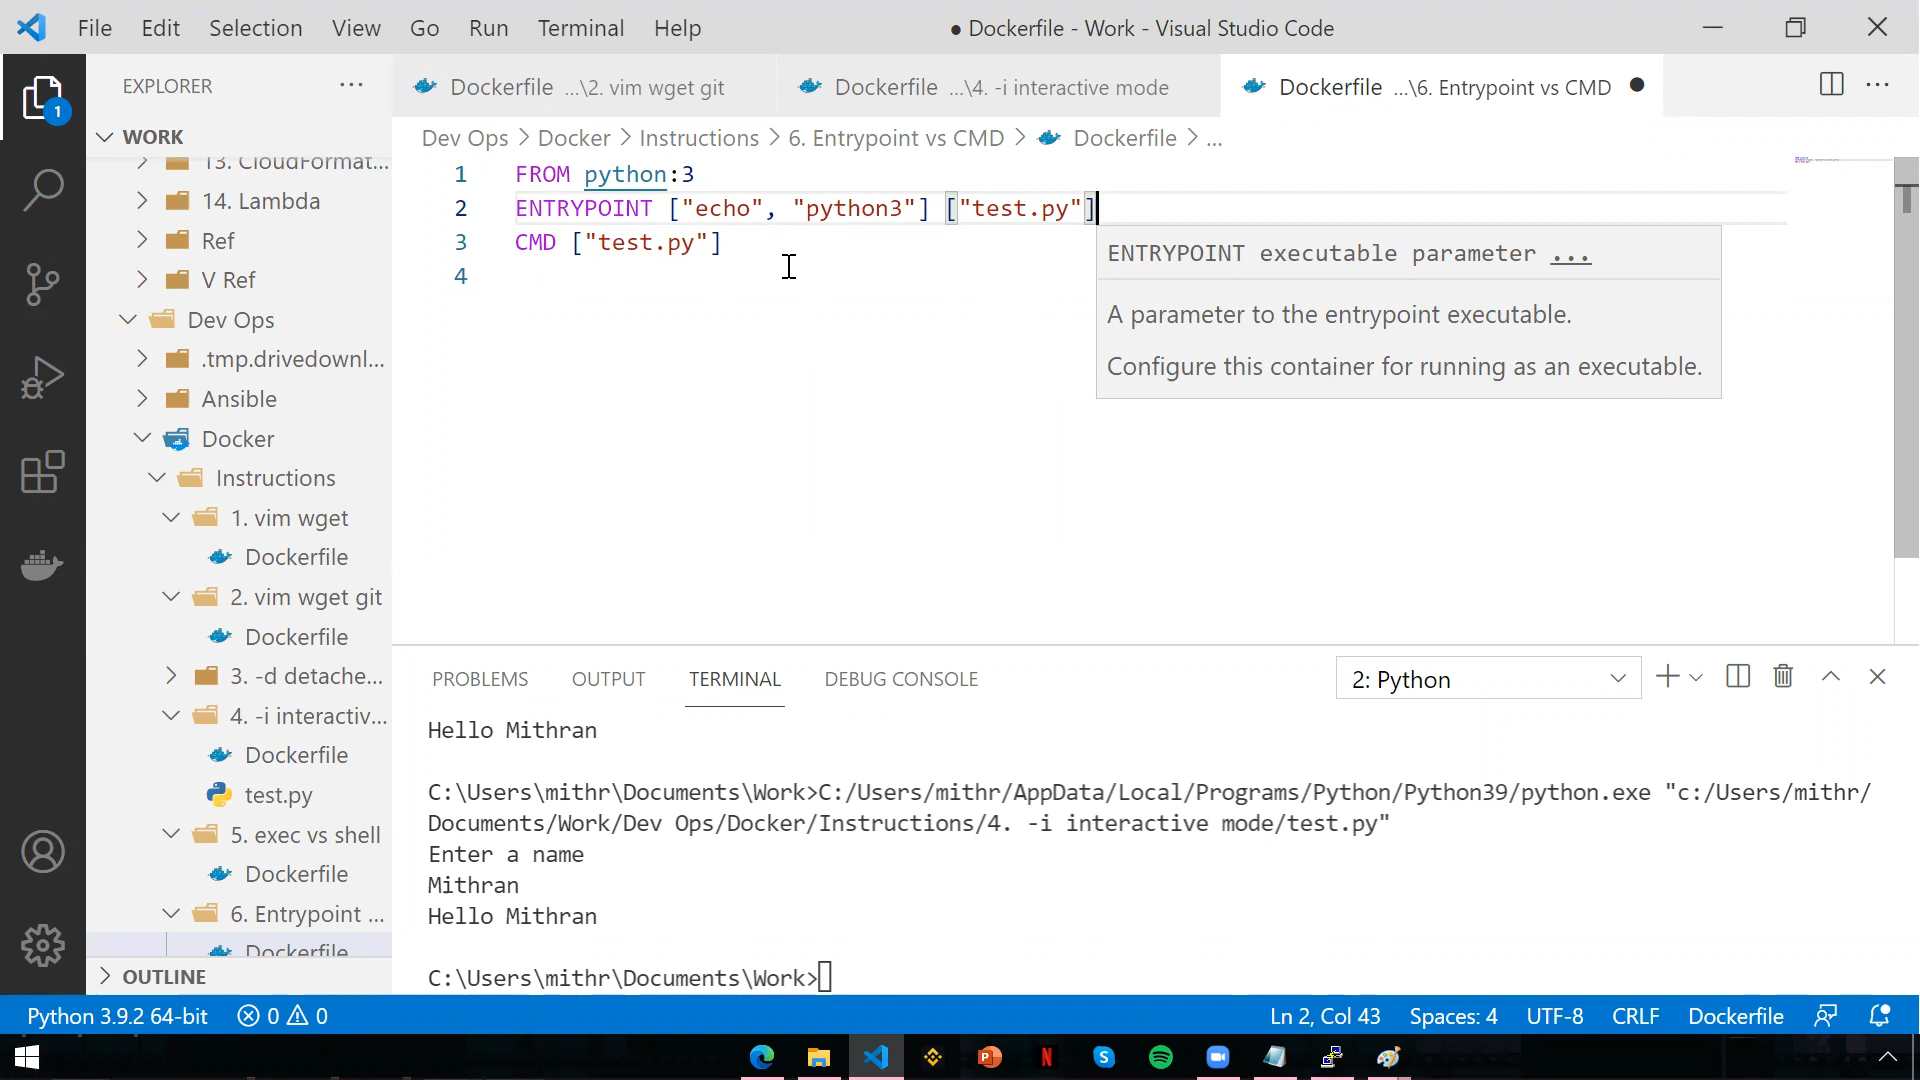 File Edit Selection View Go Run Terminal Help ● Dockerfile - Work - Visual Studio Code
1
EXPLORER ...
Dockerfile ...\2. vim wget git
Dockerfile ...\4. -i interactive mode
Dockerfile ...\6. Entrypoint vs CMD ●
WORK
13. CloudFormat...
14. Lambda
Ref
V Ref
Dev Ops
.tmp.drivedownl...
Ansible
Docker
Instructions
1. vim wget
Dockerfile
2. vim wget git
Dockerfile
3. -d detache...
4. -i interactiv...
Dockerfile
test.py
5. exec vs shell
Dockerfile
6. Entrypoint ...
Dockerfile
OUTLINE
Dev Ops > Docker > Instructions > 6. Entrypoint vs CMD > Dockerfile > ...
1 FROM python:3
2 ENTRYPOINT ["echo", "python3"] ["test.py"]
3 CMD ["test.py"]
4
ENTRYPOINT executable parameter ...
A parameter to the entrypoint executable.
Configure this container for running as an executable.
PROBLEMS OUTPUT TERMINAL DEBUG CONSOLE 2: Python
Hello Mithran
C:\Users\mithr\Documents\Work>C:/Users/mithr/AppData/Local/Programs/Python/Python39/python.exe "c:/Users/mithr/
Documents/Work/Dev Ops/Docker/Instructions/4. -i interactive mode/test.py"
Enter a name
Mithran
Hello Mithran
C:\Users\mithr\Documents\Work>
Python 3.9.2 64-bit 0 0 Ln 2, Col 43 Spaces: 4 UTF-8 CRLF Dockerfile